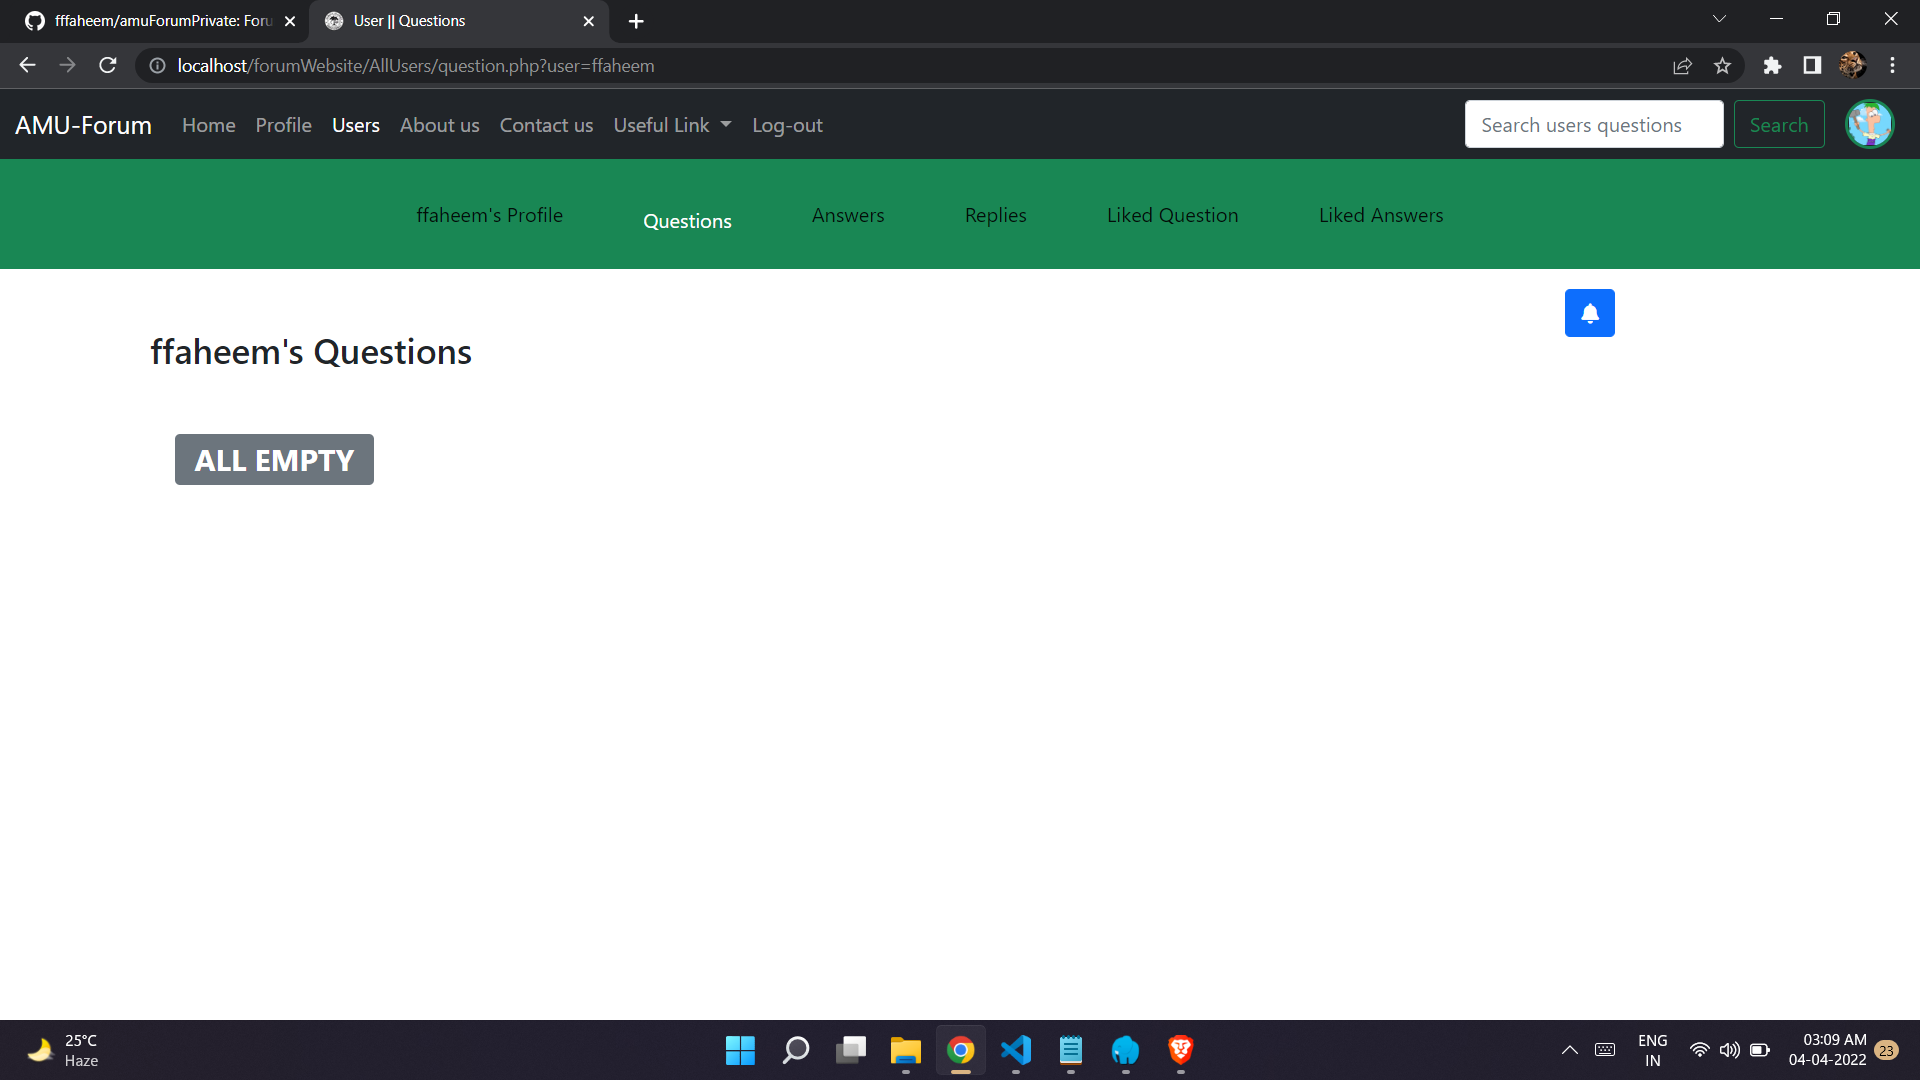 fffaheem/amuForumPrivate: Foru
User || Questions
localhost/forumWebsite/AllUsers/question.php?user=ffaheem
AMU-Forum Home Profile Users About us Contact us Useful Link Log-out Search users questions Search
ffaheem's Profile Questions Answers Replies Liked Question Liked Answers
ffaheem's Questions
ALL EMPTY
25°C
Haze
ENG
IN
03:09 AM
04-04-2022
23